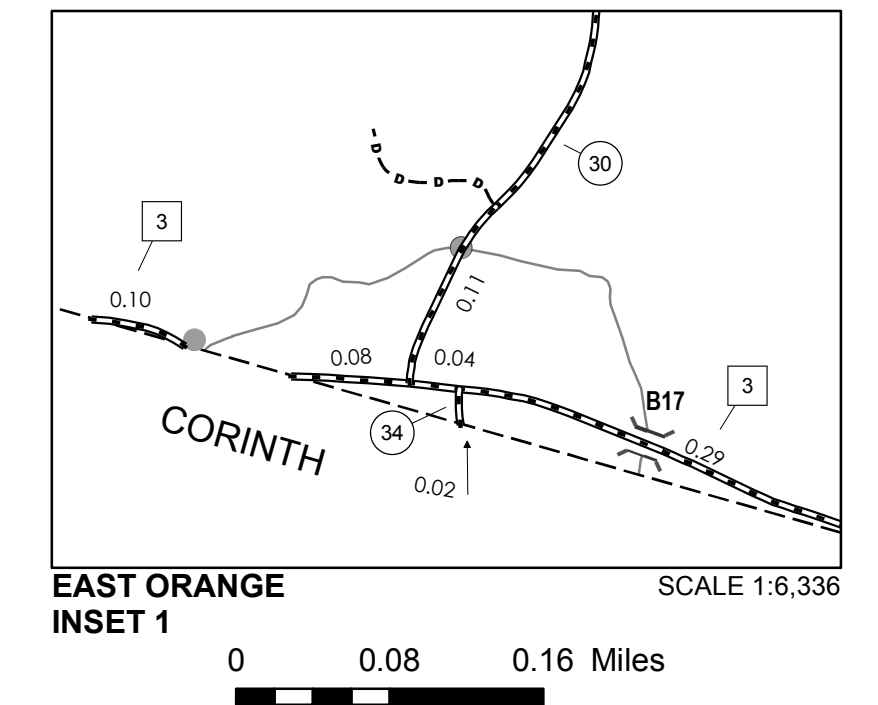 30
D
D D D
3
0.10
0.11
0.08 0.04
3
B17
34
0.29
CORINTH
0.02
EAST ORANGE
SCALE 1:6,336
INSET 1
0 0.08 0.16 Miles